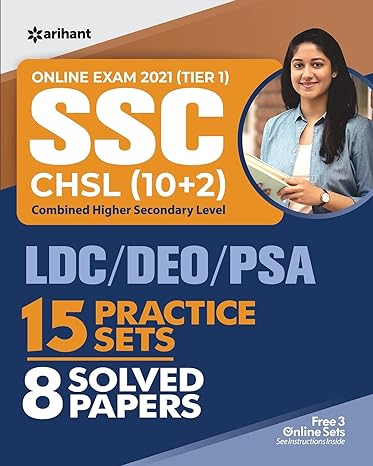 arihant
ONLINE EXAM 2021 (TIER 1)
SSC
CHSL (10+2)
Combined Higher Secondary Level
LDC/DEO/PSA
15 PRACTICE
SETS
8 SOLVED
PAPERS
Free 3
Online Sets
See Instructions Inside